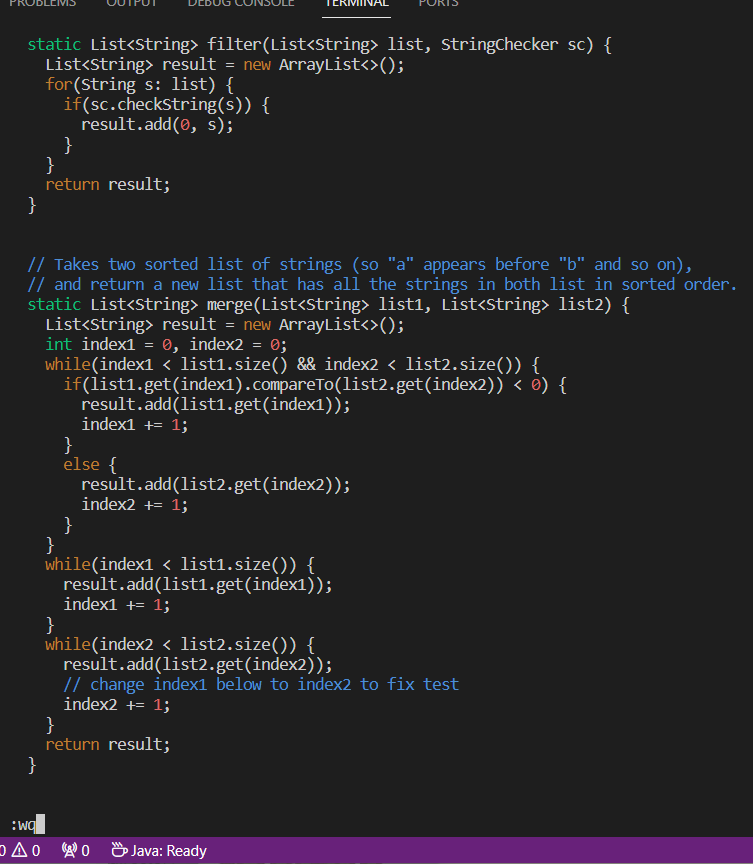 PROBLEMS OUTPUT DEBUG CONSOLE TERMINAL PORTS
static List<String> filter(List<String> list, StringChecker sc) {
List<String> result = new ArrayList<>();
for(String s: list) {
if(sc.checkString(s)) {
result.add(0, s);
}
}
return result;
}
// Takes two sorted list of strings (so "a" appears before "b" and so on),
// and return a new list that has all the strings in both list in sorted order.
static List<String> merge(List<String> list1, List<String> list2) {
List<String> result = new ArrayList<>();
int index1 = 0, index2 = 0;
while(index1 < list1.size() && index2 < list2.size()) {
if(list1.get(index1).compareTo(list2.get(index2)) < 0) {
result.add(list1.get(index1));
index1 += 1;
}
else {
result.add(list2.get(index2));
index2 += 1;
}
}
while(index1 < list1.size()) {
result.add(list1.get(index1));
index1 += 1;
}
while(index2 < list2.size()) {
result.add(list2.get(index2));
// change index1 below to index2 to fix test
index2 += 1;
}
return result;
}
:wq
0 0 0 Java: Ready